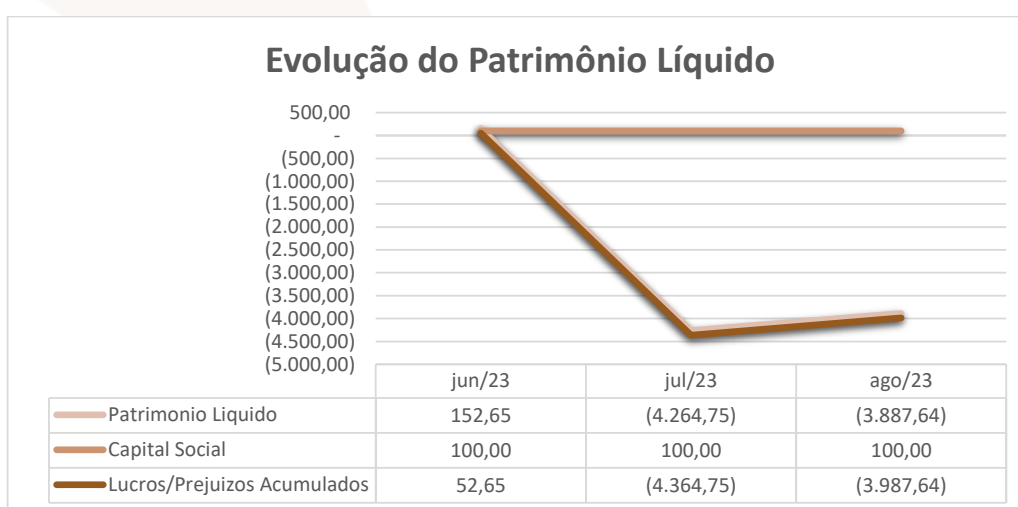 Evolução do Patrimônio Líquido
500,00
-
(500,00)
(1.000,00)
(1.500,00)
(2.000,00)
(2.500,00)
(3.000,00)
(3.500,00)
(4.000,00)
(4.500,00)
(5.000,00)
jun/23 jul/23 ago/23
Patrimonio Liquido 152,65 (4.264,75) (3.887,64)
Capital Social 100,00 100,00 100,00
Lucros/Prejuizos Acumulados 52,65 (4.364,75) (3.987,64)